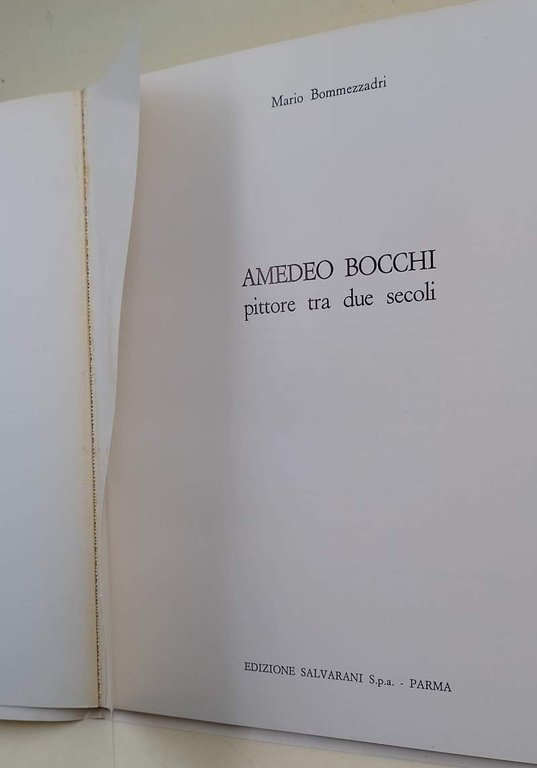 Mario Bommezzadri
AMEDEO BOCCHI
pittore tra due secoli
EDIZIONE SALVARANI S.p.a. - PARMA